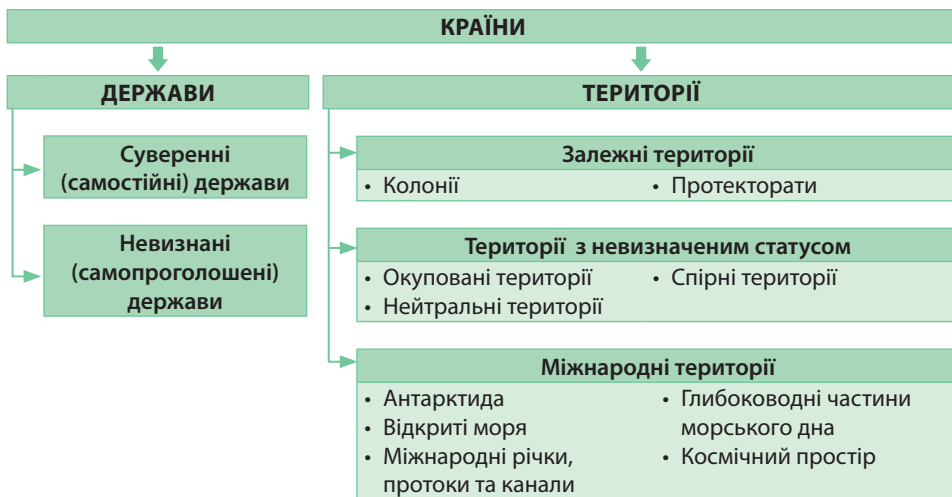 КРАЇНИ
ДЕРЖАВИ
Суверенні
(самостійні) держави
Невизнані
(самопроголошені)
держави
ТЕРИТОРІЇ
Залежні території
• Колонії
• Протекторати
Території з невизначеним статусом
• Окуповані території
• Нейтральні території
• Спірні території
Міжнародні території
• Антарктида
• Відкриті моря
• Міжнародні річки,
протоки та канали
• Глибоководні частини
морського дна
• Космічний простір